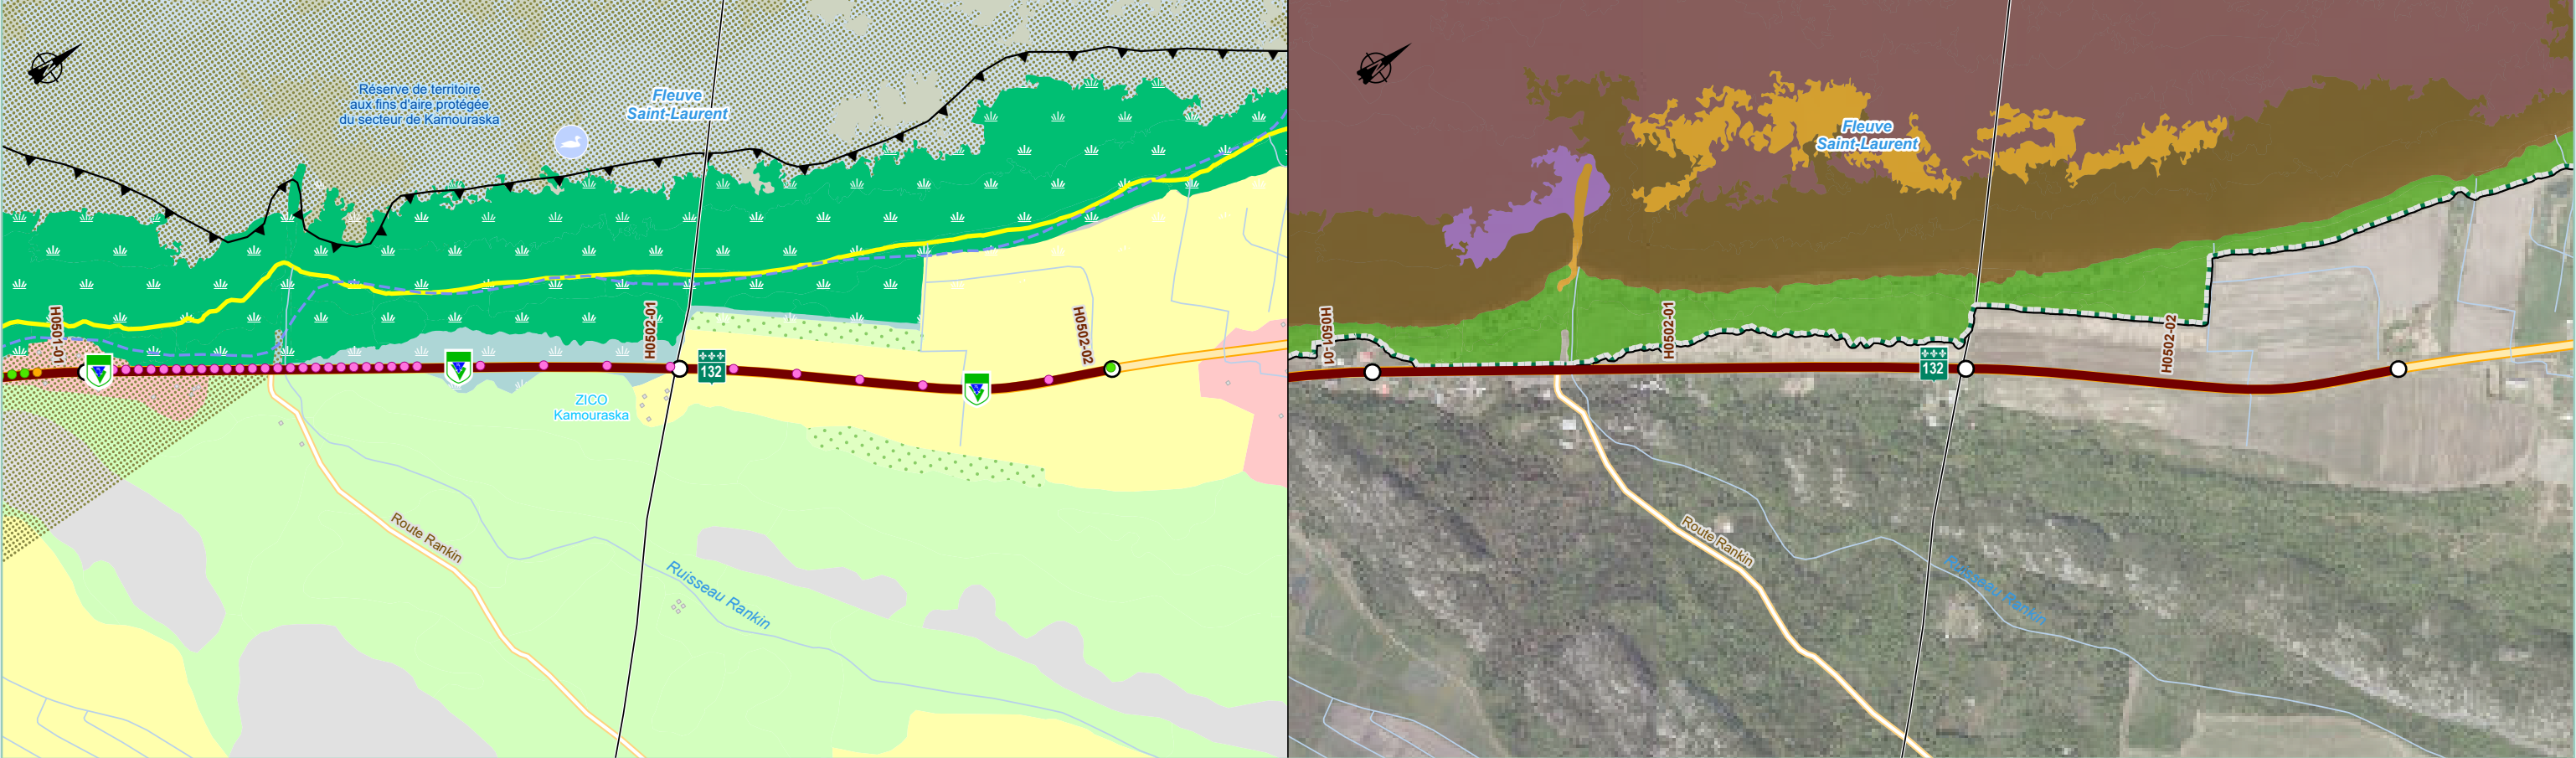 Réserve de territoire
aux fins d'aire protégée
du secteur de Kamouraska
Fleuve
Saint-Laurent
H0501-01
H0502-01
132
H0502-02
ZICO
Kamouraska
Route Rankin
Ruisseau Rankin
Fleuve
Saint-Laurent
H0501-01
H0502-01
132
H0502-02
Route Rankin
Ruisseau Rankin